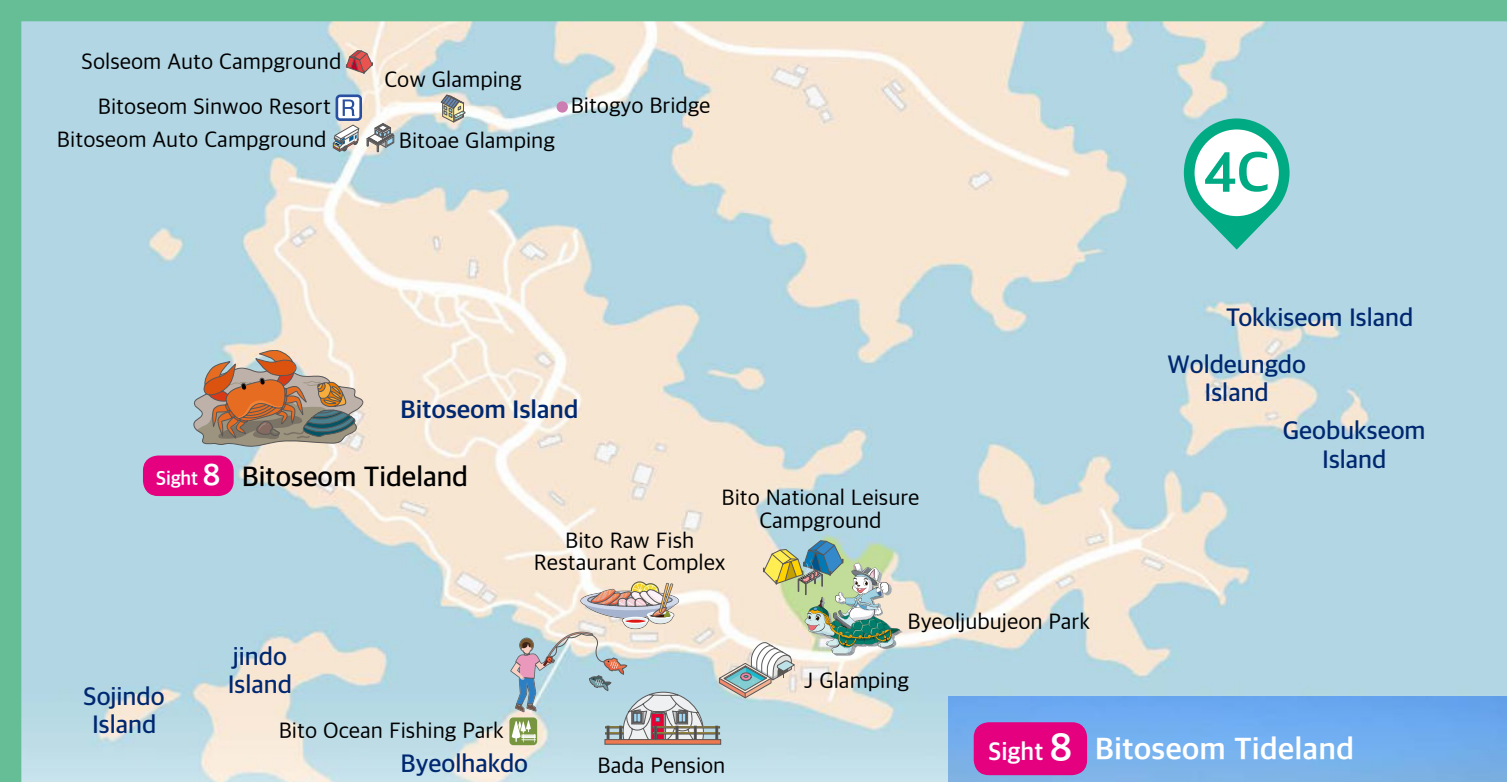 Solseom Auto Campground
Cow Glamping
Bitoseom Sinwoo Resort R
Bitogyo Bridge
Bitoseom Auto Campground
Bitoae Glamping
4C
Tokkiseom Island
Woldeungdo
Island
Geobukseom
Island
Bitoseom Island
Sight 8 Bitoseom Tideland
Bito National Leisure
Campground
Bito Raw Fish
Restaurant Complex
Byeoljubujeon Park
jindo
Island
J Glamping
Sojindo
Island
Bito Ocean Fishing Park
Byeolhakdo
Bada Pension
Sight 8 Bitoseom Tideland